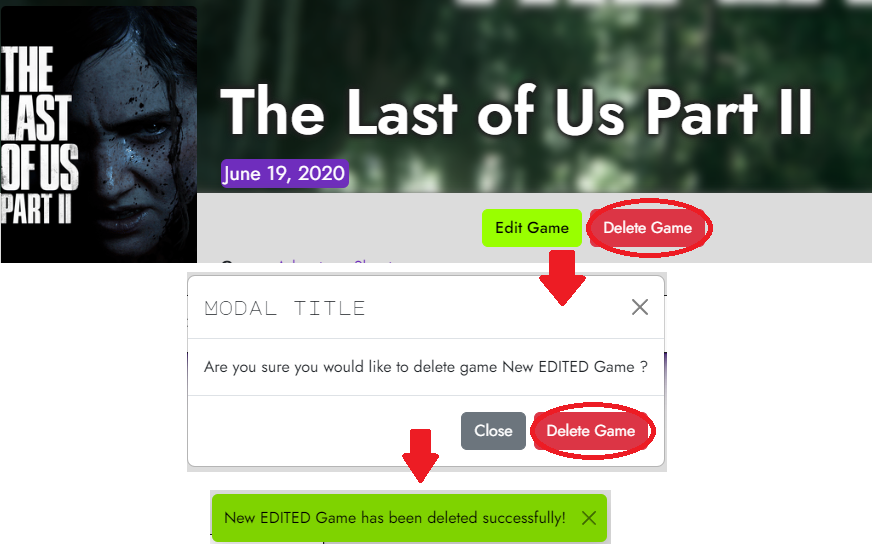 THE
LAST
OF US
PART II
The Last of Us Part II
June 19, 2020
Edit Game
Delete Game
MODAL TITLE
Are you sure you would like to delete game New EDITED Game ?
Close
Delete Game
New EDITED Game has been deleted successfully!